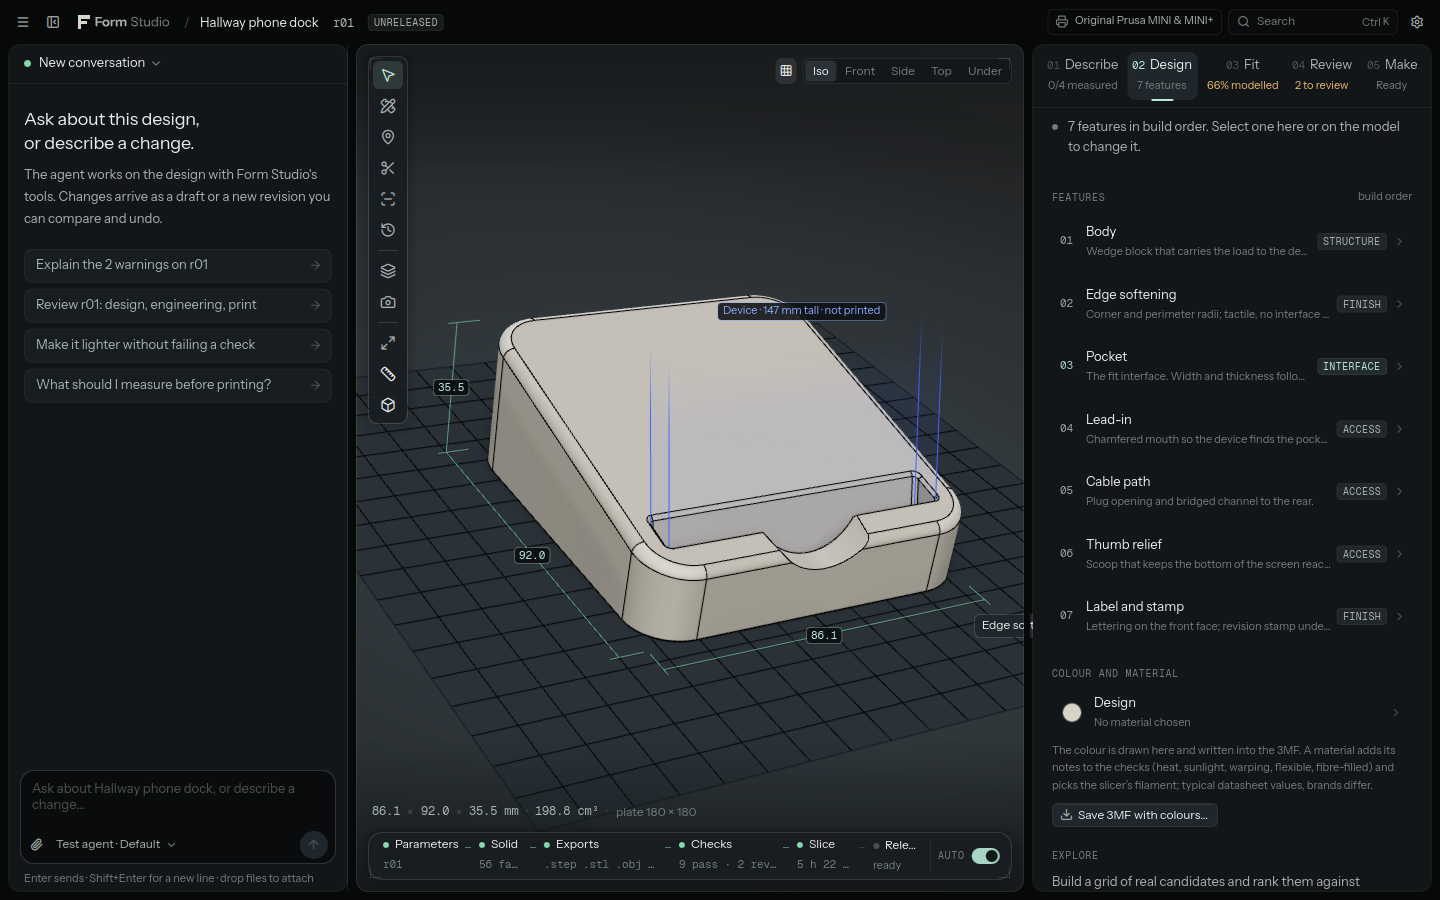 Form Studio / Hallway phone dock r01 UNRELEASED
Original Prusa MINI & MINI+
Search Ctrl K
New conversation
Ask about this design,
or describe a change.
The agent works on the design with Form Studio's
tools. Changes arrive as a draft or a new revision you
can compare and undo.
Explain the 2 warnings on r01
Review r01: design, engineering, print
Make it lighter without failing a check
What should I measure before printing?
Ask about Hallway phone dock, or describe a
change…
Test agent · Default
Enter sends · Shift+Enter for a new line · drop files to attach
Iso Front Side Top Under
Device · 147 mm tall · not printed
35.5
92.0
86.1
Edge sof
86.1 × 92.0 × 35.5 mm · 198.8 cm³ · plate 180 × 180
Parameters – Solid – Exports – Checks – Slice – Rele…
r01 56 fa… .step .stl .obj … 9 pass · 2 rev… 5 h 22 … ready
AUTO
01 Describe 02 Design 03 Fit 04 Review 05 Make
0/4 measured 7 features 66% modelled 2 to review Ready
7 features in build order. Select one here or on the model
to change it.
FEATURES build order
01 Body STRUCTURE
Wedge block that carries the load to the de…
02 Edge softening FINISH
Corner and perimeter radii; tactile, no interface …
03 Pocket INTERFACE
The fit interface. Width and thickness follo…
04 Lead-in ACCESS
Chamfered mouth so the device finds the pock…
05 Cable path ACCESS
Plug opening and bridged channel to the rear.
06 Thumb relief ACCESS
Scoop that keeps the bottom of the screen reac…
07 Label and stamp FINISH
Lettering on the front face; revision stamp unde…
COLOUR AND MATERIAL
Design
No material chosen
The colour is drawn here and written into the 3MF. A material adds its
notes to the checks (heat, sunlight, warping, flexible, fibre-filled) and
picks the slicer's filament; typical datasheet values, brands differ.
Save 3MF with colours…
EXPLORE
Build a grid of real candidates and rank them against